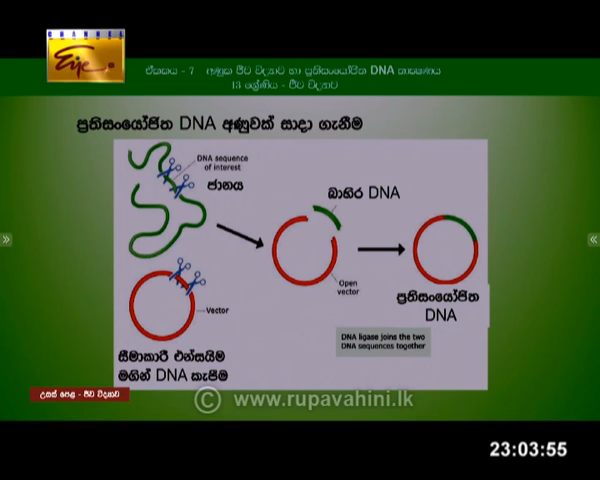 CHANNEL
Eye
ඒකකය - 7 අණුක ජීව විද්‍යාව හා ප්‍රතිසංයෝජිත DNA තාක්ෂණය
13 ශ්‍රේණිය - ජීව විද්‍යාව
ප්‍රතිසංයෝජිත DNA අණුවක් සාදා ගැනීම
DNA sequence
of interest
ජානය
බාහිර DNA
Open
vector
Vector
ප්‍රතිසංයෝජිත
DNA
DNA ligase joins the two
DNA sequences together
සීමාකාරී එන්සයිම
මගින් DNA කැපීම
උසස් පෙළ - ජීව විද්‍යාව
© www.rupavahini.lk
23:03:55